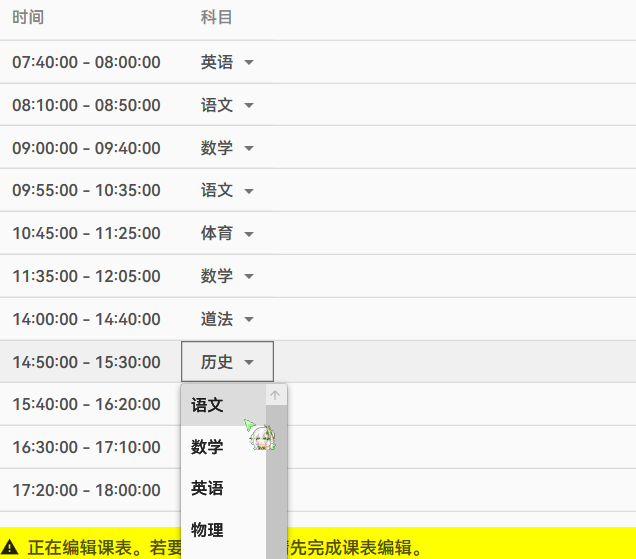 时间 科目
07:40:00 - 08:00:00 英语
08:10:00 - 08:50:00 语文
09:00:00 - 09:40:00 数学
09:55:00 - 10:35:00 语文
10:45:00 - 11:25:00 体育
11:35:00 - 12:05:00 数学
14:00:00 - 14:40:00 道法
14:50:00 - 15:30:00 历史
15:40:00 - 16:20:00
语文
16:30:00 - 17:10:00
数学
17:20:00 - 18:00:00
英语
物理
正在编辑课表。若要 先完成课表编辑。